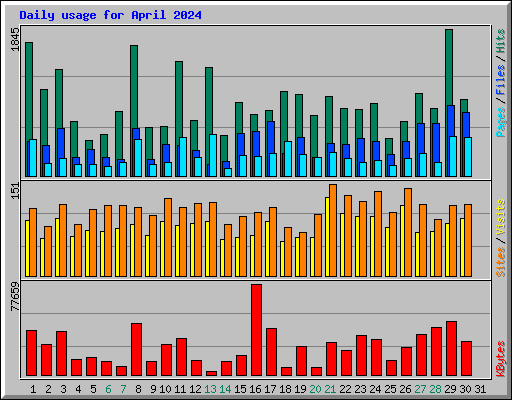 Daily usage for April 2024
1845
Pages / Files / Hits
151
Sites / Visits
77659
KBytes
1 2 3 4 5 6 7 8 9 10 11 12 13 14 15 16 17 18 19 20 21 22 23 24 25 26 27 28 29 30 31